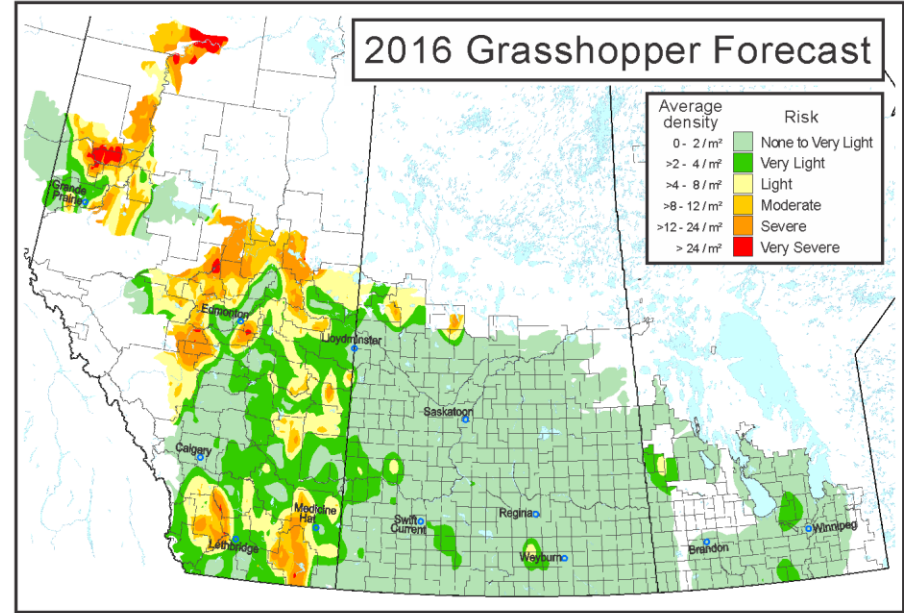 2016 Grasshopper Forecast
Average
density
Risk
0 - 2 / m² None to Very Light
>2 - 4 / m² Very Light
>4 - 8 / m² Light
>8 - 12 / m² Moderate
>12 - 24 / m² Severe
> 24 / m² Very Severe
Grande
Prairie
Edmonton
Lloydminster
Saskatoon
Calgary
Medicine
Hat
Lethbridge
Swift
Current
Regina
Weyburn
Brandon
Winnipeg